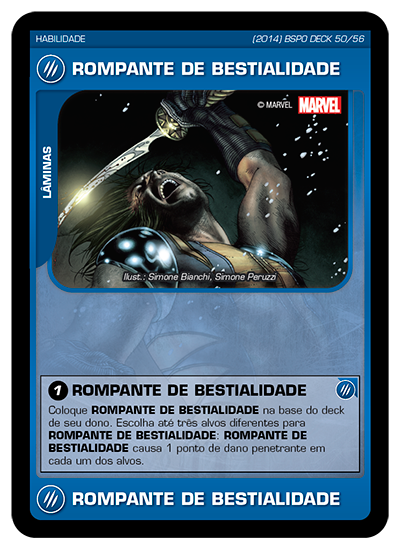 HABILIDADE
(2014) BSPO DECK 50/56
ROMPANTE DE BESTIALIDADE
© MARVEL MARVEL
LÂMINAS
Ilust.: Simone Bianchi, Simone Peruzzi
1 ROMPANTE DE BESTIALIDADE
Coloque ROMPANTE DE BESTIALIDADE na base do deck
de seu dono. Escolha até três alvos diferentes para
ROMPANTE DE BESTIALIDADE: ROMPANTE DE
BESTIALIDADE causa 1 ponto de dano penetrante em
cada um dos alvos.
ROMPANTE DE BESTIALIDADE